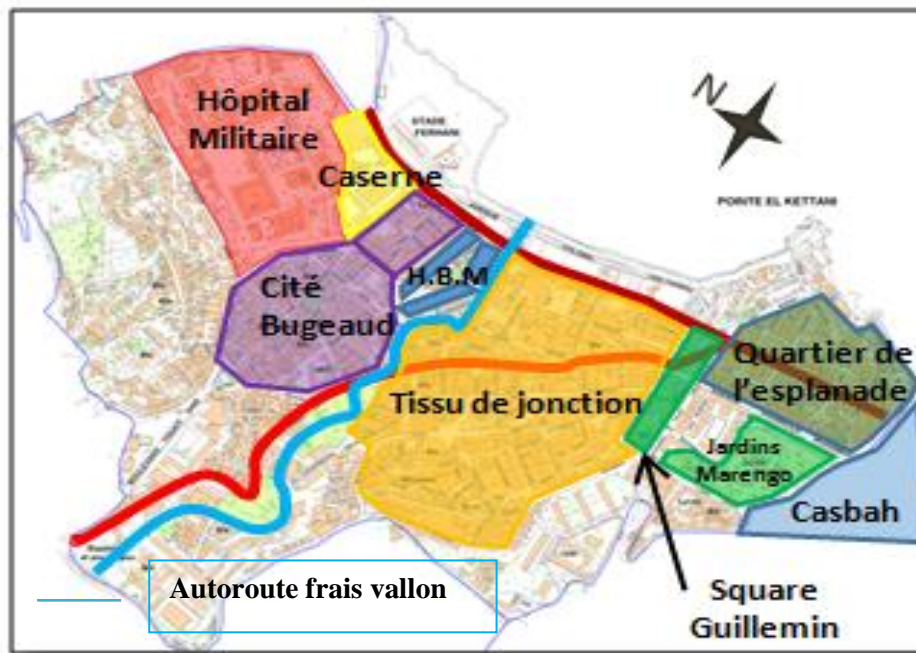 N
Hôpital
Militaire
STADE
FERHANI
Caserne
POINTE EL KETTANI
H.B.M
Cité
Bugeaud
Quartier de
l'esplanade
Tissu de jonction
Jardins
Marengo
Casbah
Autoroute frais vallon
Square
Guillemin